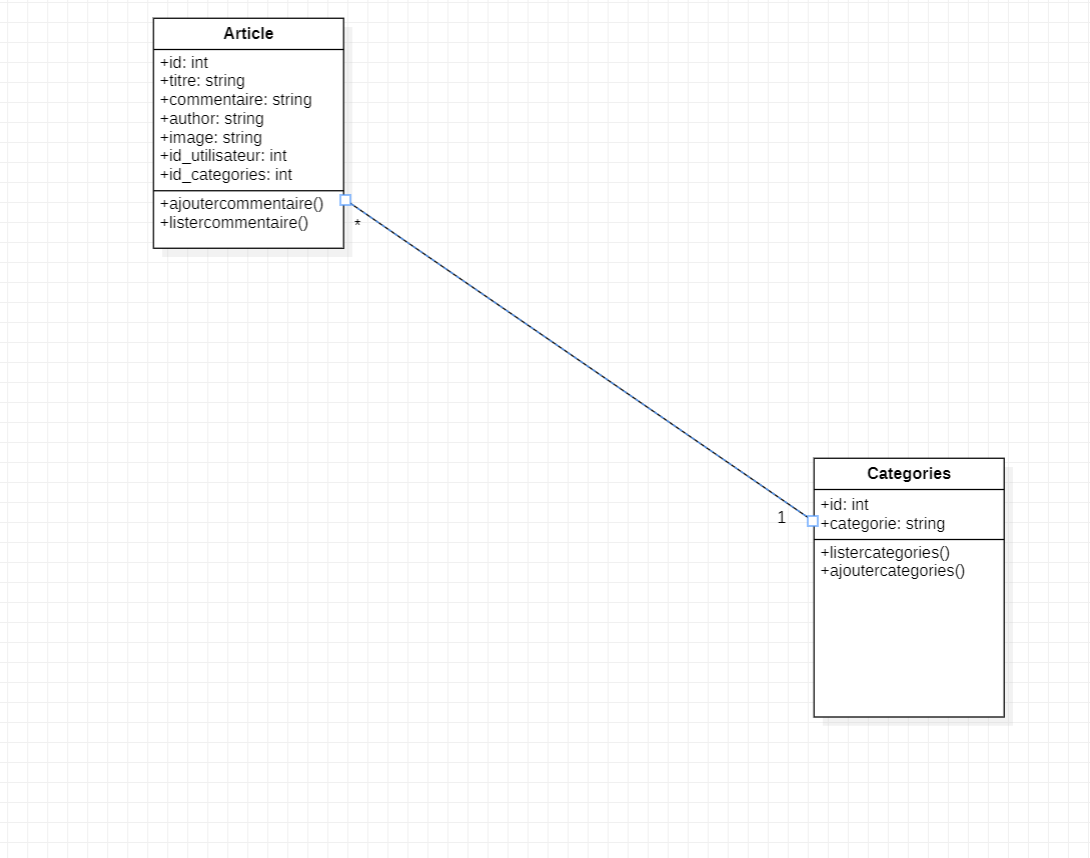 Article
+id: int
+titre: string
+commentaire: string
+author: string
+image: string
+id_utilisateur: int
+id_categories: int
+ajoutercommentaire()
+listercommentaire()
*
1
Categories
+id: int
+categorie: string
+listercategories()
+ajoutercategories()